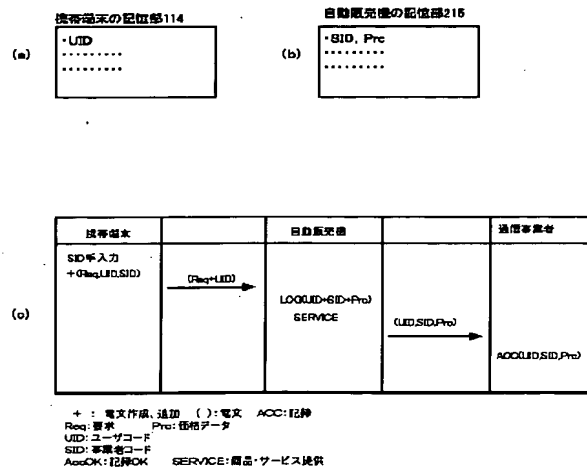 携帯端末の記憶部114
(a)
・UID
・・・・・・・・・
・・・・・・・・・
自動販売機の記憶部215
(b)
・SID, Prc
・・・・・・・・・
・・・・・・・・・
(c)
携帯端末 自動販売機 通信事業者
SID手入力
+(Req,UID,SID)
(Req+UID)
LOG(UID+SID+Prc)
SERVICE
(UID,SID,Prc)
ACC(UID,SID,Prc)
+ : 電文作成、追加 ( ): 電文 ACC: 記録
Req: 要求 Prc: 価格データ
UID: ユーザコード
SID: 事業者コード
AccOK: 記録OK SERVICE: 商品・サービス提供